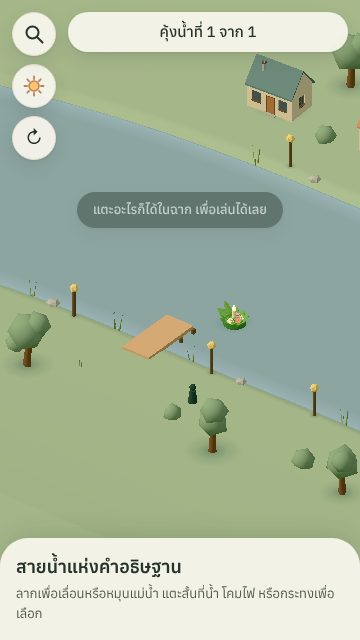 คุ้งน้ำที่ 1 จาก 1
แตะอะไรก็ได้ในฉาก เพื่อเล่นได้เลย
สายน้ำแห่งคำอธิษฐาน
ลากเพื่อเลื่อนหรือหมุนแม่น้ำ แตะสั้นที่น้ำ โคมไฟ หรือกระทงเพื่อ
เลือก